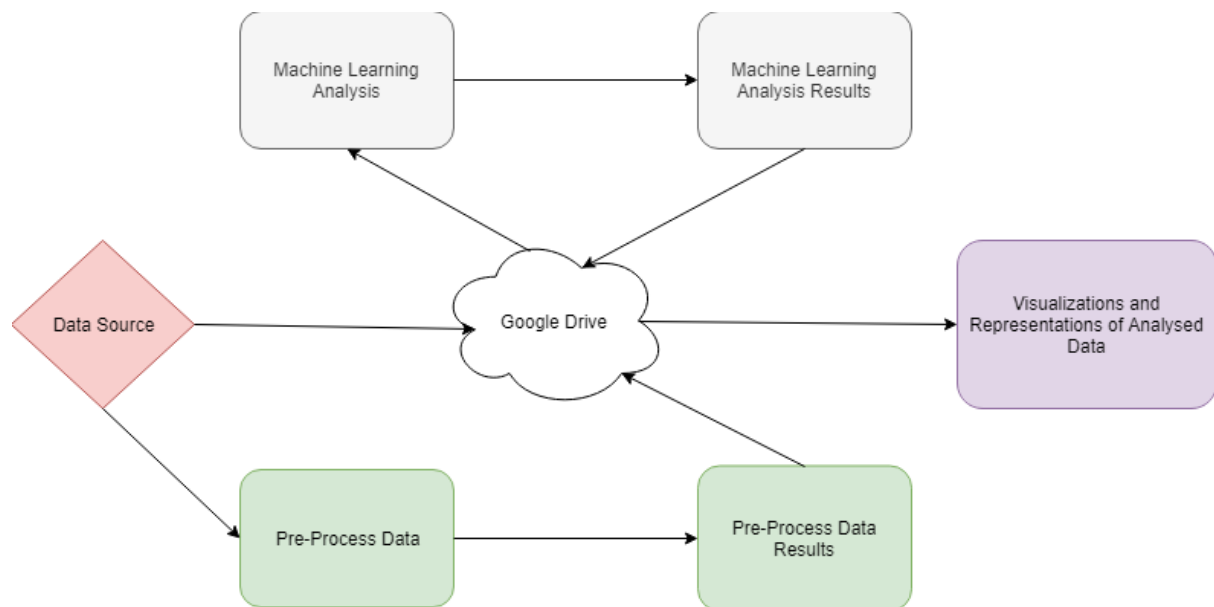 Machine Learning
Analysis
Machine Learning
Analysis Results
Data Source
Google Drive
Visualizations and
Representations of Analysed
Data
Pre-Process Data
Pre-Process Data
Results